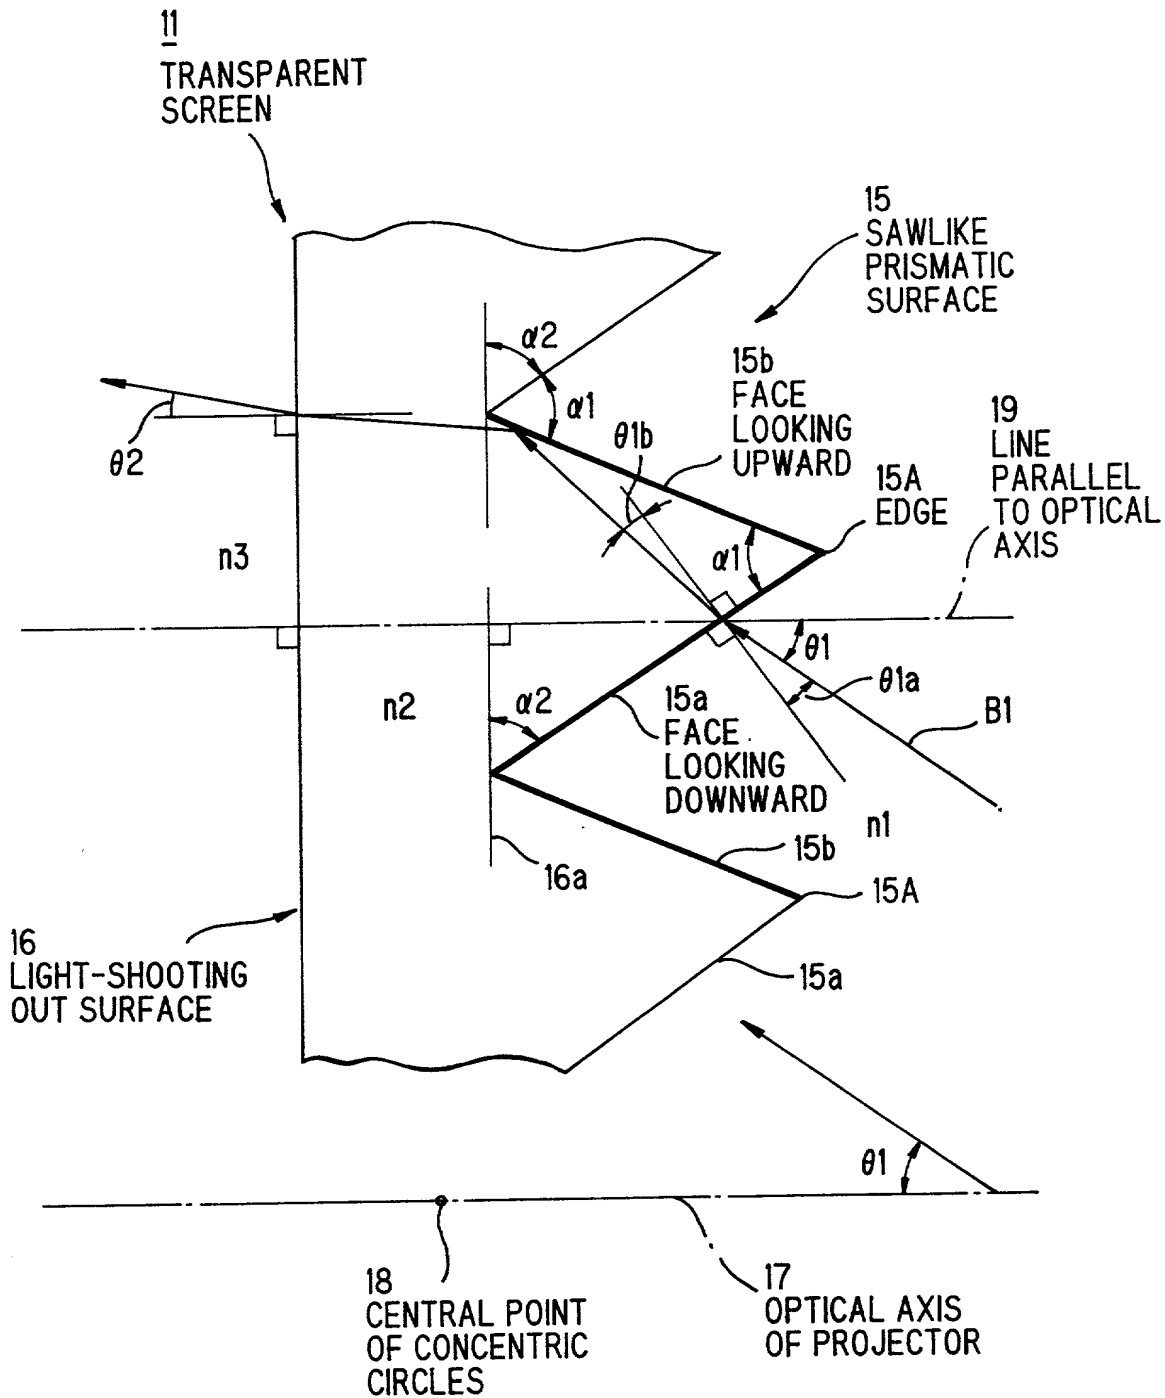 11
TRANSPARENT
SCREEN
15
SAWLIKE
PRISMATIC
SURFACE
α2
15b
FACE
LOOKING
UPWARD
α1
θ1b
19
LINE
PARALLEL
TO OPTICAL
AXIS
θ2
15A
EDGE
n3
α1
θ1
θ1a
n2
α2
15a
FACE
LOOKING
DOWNWARD
B1
n1
15b
16a
15A
16
LIGHT-SHOOTING
OUT SURFACE
15a
θ1
18
CENTRAL POINT
OF CONCENTRIC
CIRCLES
17
OPTICAL AXIS
OF PROJECTOR